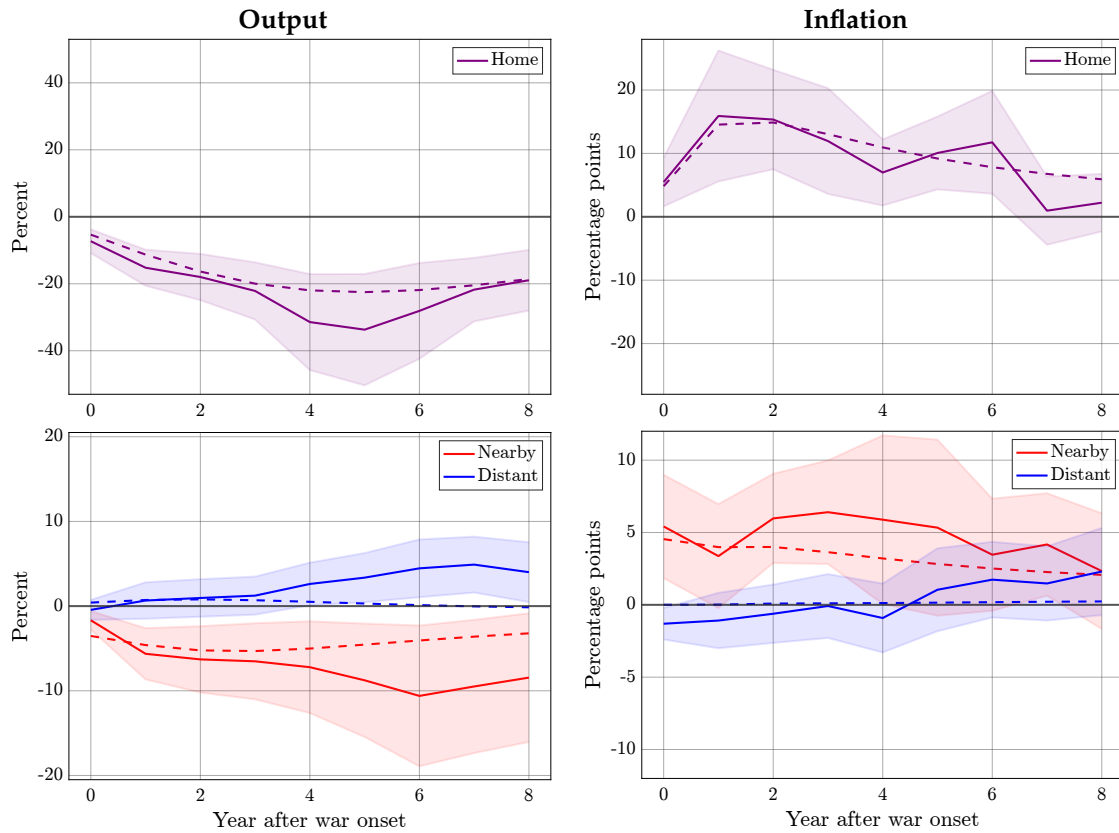 Output
Inflation
Home
40
20
0
-20
-40
Percent
0 2 4 6 8
Home
20
10
0
-10
-20
Percentage points
0 2 4 6 8
Nearby
Distant
20
10
0
-10
-20
Percent
0 2 4 6 8
Year after war onset
Nearby
Distant
10
5
0
-5
-10
Percentage points
0 2 4 6 8
Year after war onset